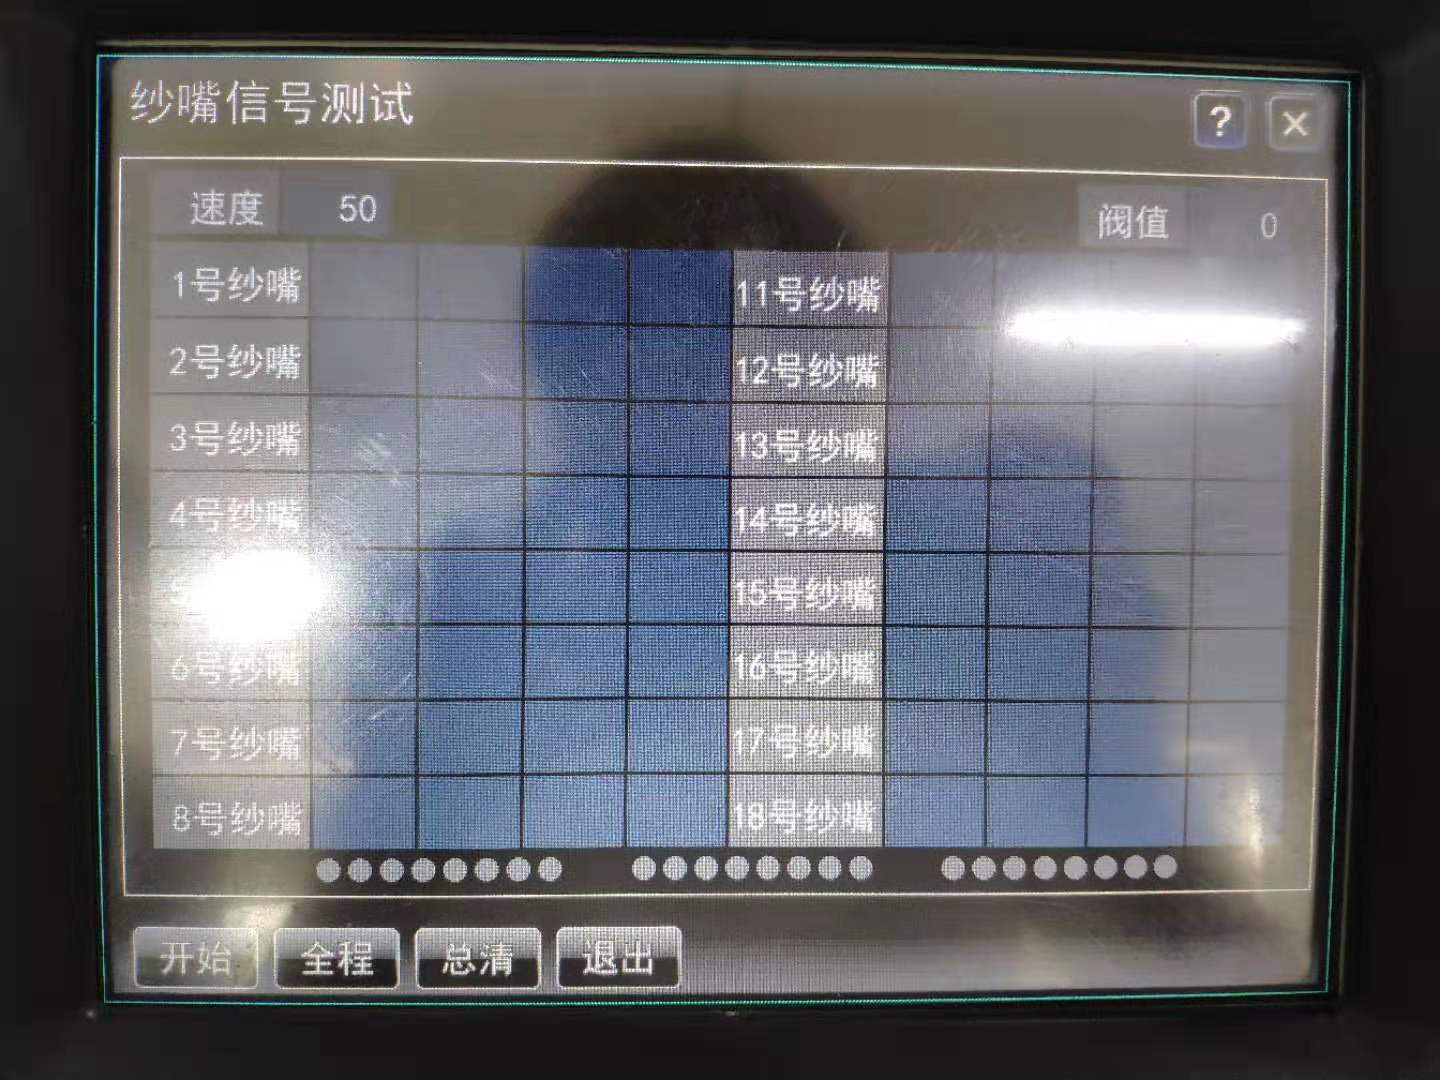 纱嘴信号测试
?
×
速度 50
阀值 0
1号纱嘴 11号纱嘴
2号纱嘴 12号纱嘴
3号纱嘴 13号纱嘴
4号纱嘴 14号纱嘴
15号纱嘴
6号纱嘴 16号纱嘴
7号纱嘴 17号纱嘴
8号纱嘴 18号纱嘴
开始 全程 总清 退出